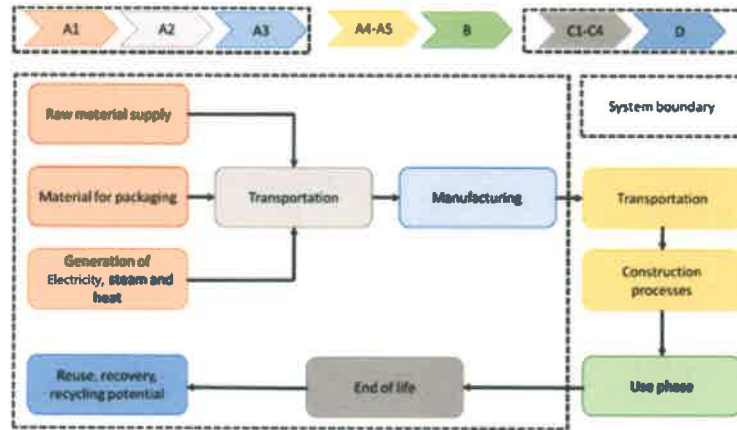 A1 A2 A3 A4-A5 B C1-C4 D
Raw material supply
System boundary
Material for packaging
Transportation
Manufacturing
Transportation
Generation of
Electricity, steam and
heat
Construction
processes
Reuse, recovery,
recycling potential
End of life
Use phase